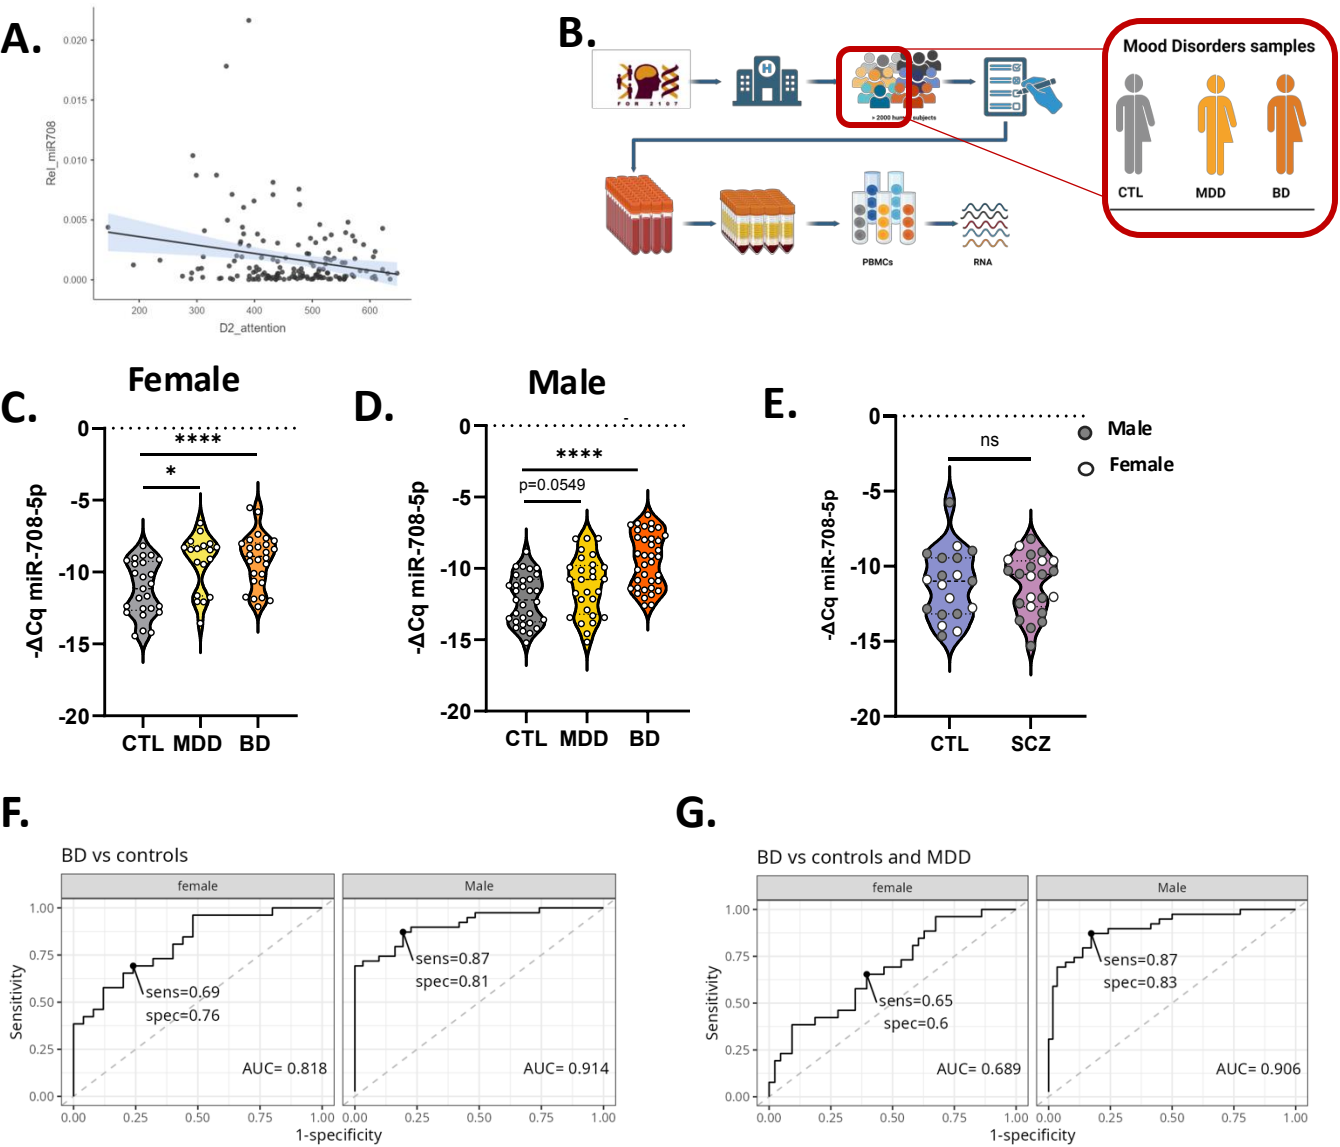 A.
0.020
0.015
0.010
0.005
0.000
Rel_miR708
200 300 400 500 600
D2_attention
B.
FOR 2107
H
> 2000 human subjects
PBMCs
RNA
Mood Disorders samples
CTL MDD BD
C.
Female
0
-5
-10
-15
-20
-ΔCq miR-708-5p
****
*
CTL MDD BD
D.
Male
0
-5
-10
-15
-20
-ΔCq miR-708-5p
****
p=0.0549
CTL MDD BD
E.
0
-5
-10
-15
-20
-ΔCq miR-708-5p
ns
Male
Female
CTL SCZ
F.
BD vs controls
female Male
1.00
0.75
0.50
0.25
0.00
Sensitivity
sens=0.69
spec=0.76
AUC= 0.818
sens=0.87
spec=0.81
AUC= 0.914
0.00 0.25 0.50 0.75 1.00 0.00 0.25 0.50 0.75 1.00
1-specificity
G.
BD vs controls and MDD
female Male
1.00
0.75
0.50
0.25
0.00
Sensitivity
sens=0.65
spec=0.6
AUC= 0.689
sens=0.87
spec=0.83
AUC= 0.906
0.00 0.25 0.50 0.75 1.00 0.00 0.25 0.50 0.75 1.00
1-specificity